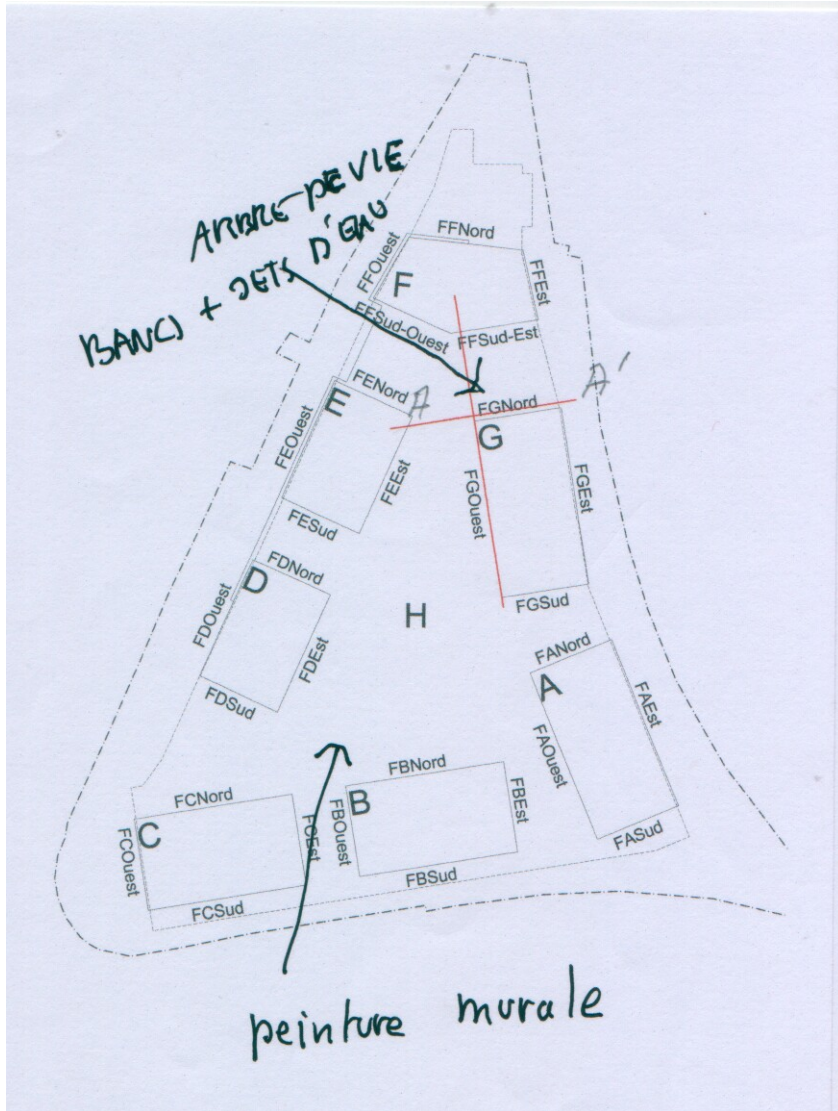 ARBRE-DE VIE
BANCS + JETS D'EAU
FFNord
FFOuest
F
FFEst
FFSud-Ouest
FFSud-Est
A'
FENord
A
FGNord
E
G
FEOuest
FEEst
FGOuest
FGEst
FESud
FDNord
D
FGSud
H
FDOuest
FDEst
FANord
A
FDSud
FAEst
FAOuest
FBNord
FCNord
B
FBEst
C
FBOuest
FCEst
FASud
FCOuest
FBSud
FCSud
peinture murale